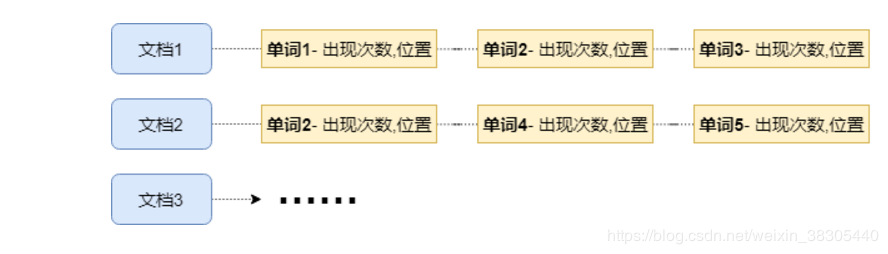 文档1 单词1- 出现次数,位置 单词2- 出现次数,位置 单词3- 出现次数,位置
文档2 单词2- 出现次数,位置 单词4- 出现次数,位置 单词5- 出现次数,位置
文档3 ······
https://blog.csdn.net/weixin_38305440